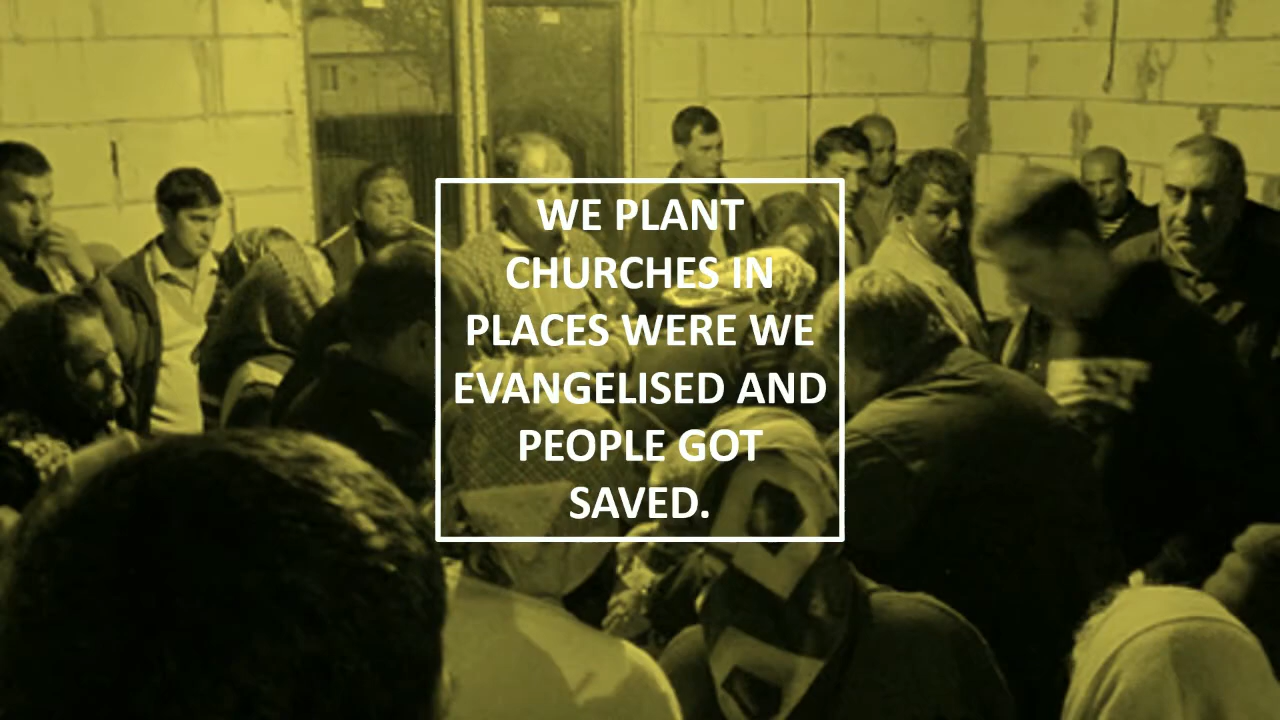 WE PLANT
CHURCHES IN
PLACES WERE WE
EVANGELISED AND
PEOPLE GOT
SAVED.